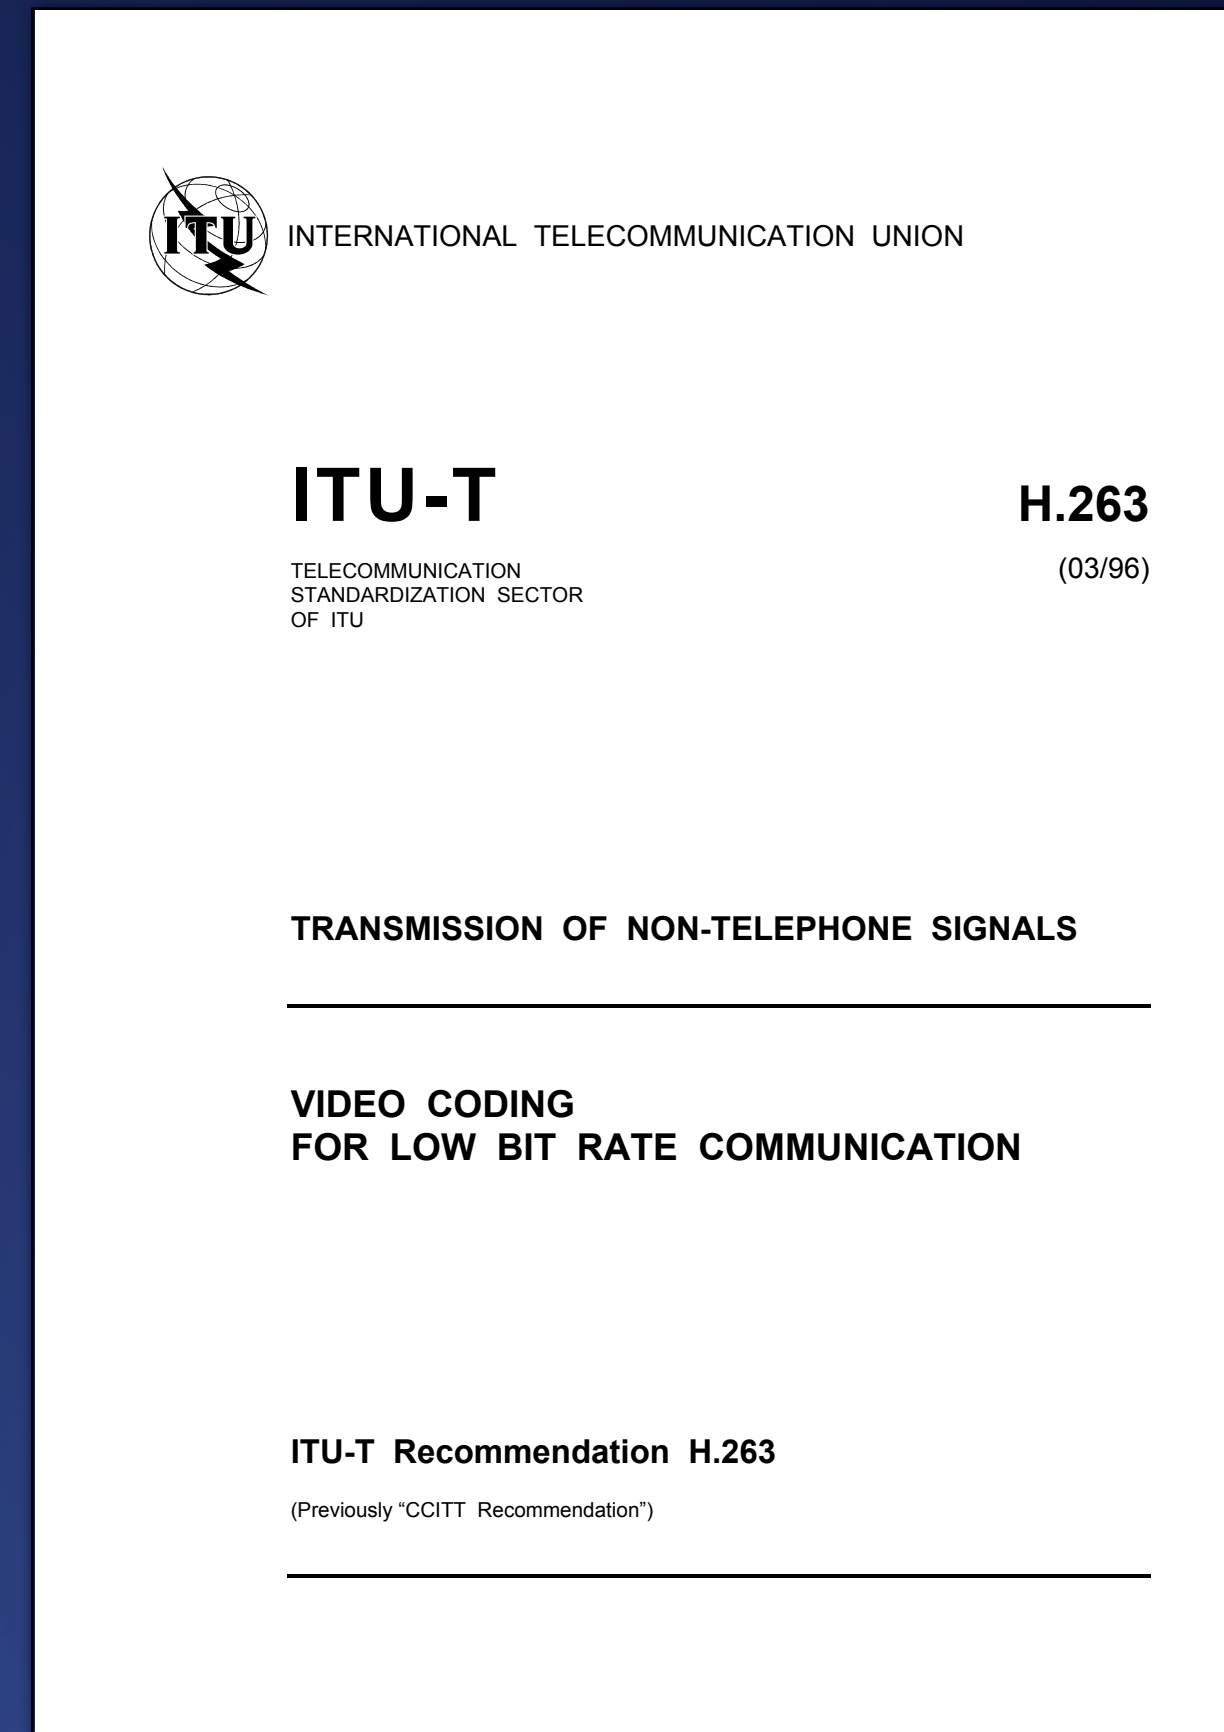 ITU
INTERNATIONAL TELECOMMUNICATION UNION
ITU-T
H.263
TELECOMMUNICATION
STANDARDIZATION SECTOR
OF ITU
(03/96)
TRANSMISSION OF NON-TELEPHONE SIGNALS
VIDEO CODING
FOR LOW BIT RATE COMMUNICATION
ITU-T Recommendation H.263
(Previously “CCITT Recommendation”)